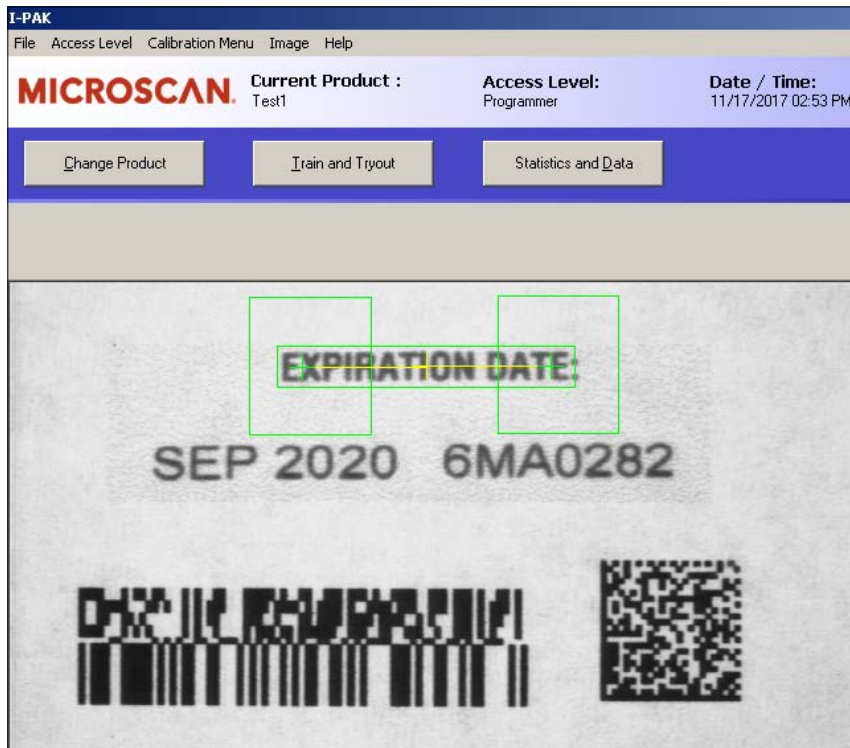 I-PAK
File Access Level Calibration Menu Image Help
MICROSCAN. Current Product : Access Level: Date / Time:
Test1 Programmer 11/17/2017 02:53 PM
Change Product Train and Tryout Statistics and Data
EXPIRATION DATE:
SEP 2020 6MA0282